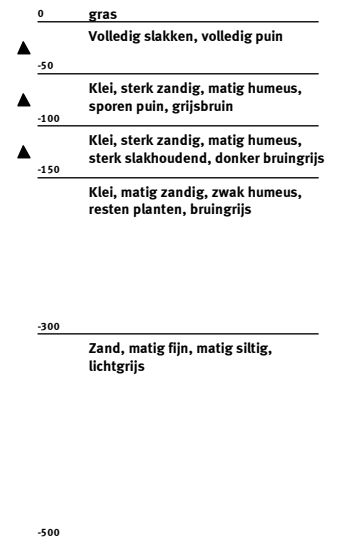 0 gras
Volledig slakken, volledig puin
-50
Klei, sterk zandig, matig humeus,
sporen puin, grijsbruin
-100
Klei, sterk zandig, matig humeus,
sterk slakhoudend, donker bruingrijs
-150
Klei, matig zandig, zwak humeus,
resten planten, bruingrijs
-300
Zand, matig fijn, matig siltig,
lichtgrijs
-500